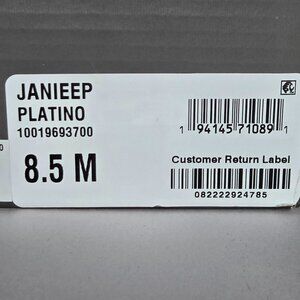 JANIEEP
PLATINO
10019693700
8.5 M
1 94145 71089 1
Customer Return Label
082222924785